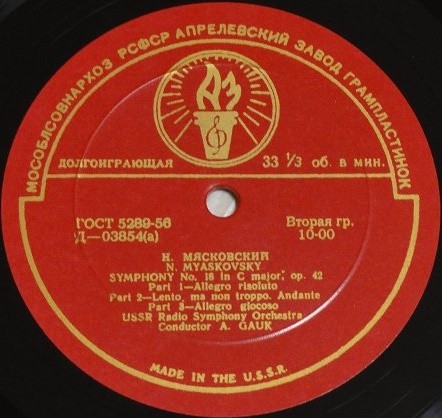 МОСОБЛСОВНАРХОЗ РСФСР АПРЕЛЕВСКИЙ ЗАВОД ГРАМПЛАСТИНОК
АЗ
ДОЛГОИГРАЮЩАЯ 33 ⅓ об. в мин.
ГОСТ 5289-56 Вторая гр.
Д—03854(а) 10-00
Н. МЯСКОВСКИЙ
N. MYASKOVSKY
SYMPHONY No. 18 in C major, op. 42
Part 1—Allegro risoluto
Part 2—Lento, ma non troppo. Andante
Part 3—Allegro giocoso
USSR Radio Symphony Orchestra
Conductor A. GAUK
MADE IN THE U.S.S.R.